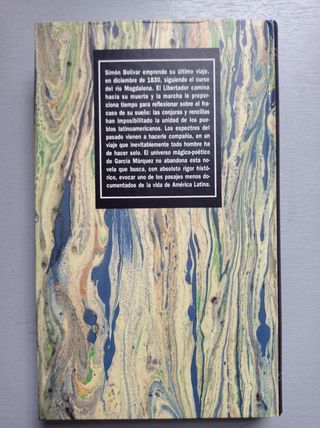 Simón Bolívar emprende su último viaje,
en diciembre de 1830, siguiendo el curso
del río Magdalena. El Libertador camina
hacia su muerte y la marcha le propor-
ciona tiempo para reflexionar sobre el fra-
caso de su sueño: las conjuras y rencillas
han imposibilitado la unidad de los pue-
blos latinoamericanos. Los espectros del
pasado vienen a hacerle compañía, en un
viaje que inevitablemente todo hombre ha
de hacer solo. El universo mágico-poético
de García Márquez no abandona esta no-
vela que busca, con absoluto rigor histó-
rico, evocar uno de los pasajes menos do-
cumentados de la vida de América Latina.